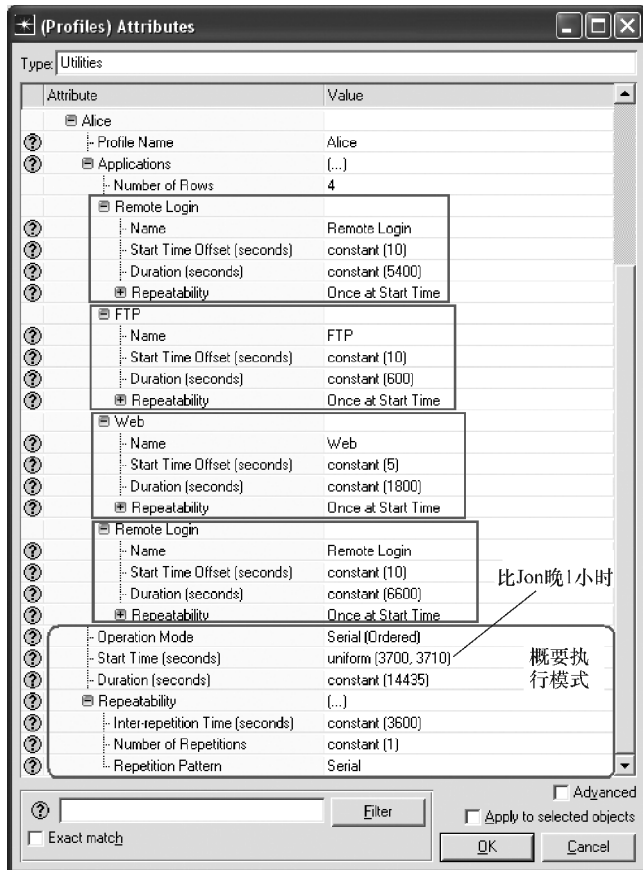 (Profiles) Attributes
Type: Utilities
Attribute Value
Alice
Profile Name Alice
Applications (...)
Number of Rows 4
Remote Login
Name Remote Login
Start Time Offset (seconds) constant (10)
Duration (seconds) constant (5400)
Repeatability Once at Start Time
FTP
Name FTP
Start Time Offset (seconds) constant (10)
Duration (seconds) constant (600)
Repeatability Once at Start Time
Web
Name Web
Start Time Offset (seconds) constant (5)
Duration (seconds) constant (1800)
Repeatability Once at Start Time
Remote Login
Name Remote Login
Start Time Offset (seconds) constant (10)
Duration (seconds) constant (6600)
Repeatability Once at Start Time
比Jon晚1小时
Operation Mode Serial (Ordered)
Start Time (seconds) uniform (3700, 3710)
Duration (seconds) constant (14435)
概要执
行模式
Repeatability (...)
Inter-repetition Time (seconds) constant (3600)
Number of Repetitions constant (1)
Repetition Pattern Serial
Advanced
Filter
Apply to selected objects
Exact match
OK Cancel